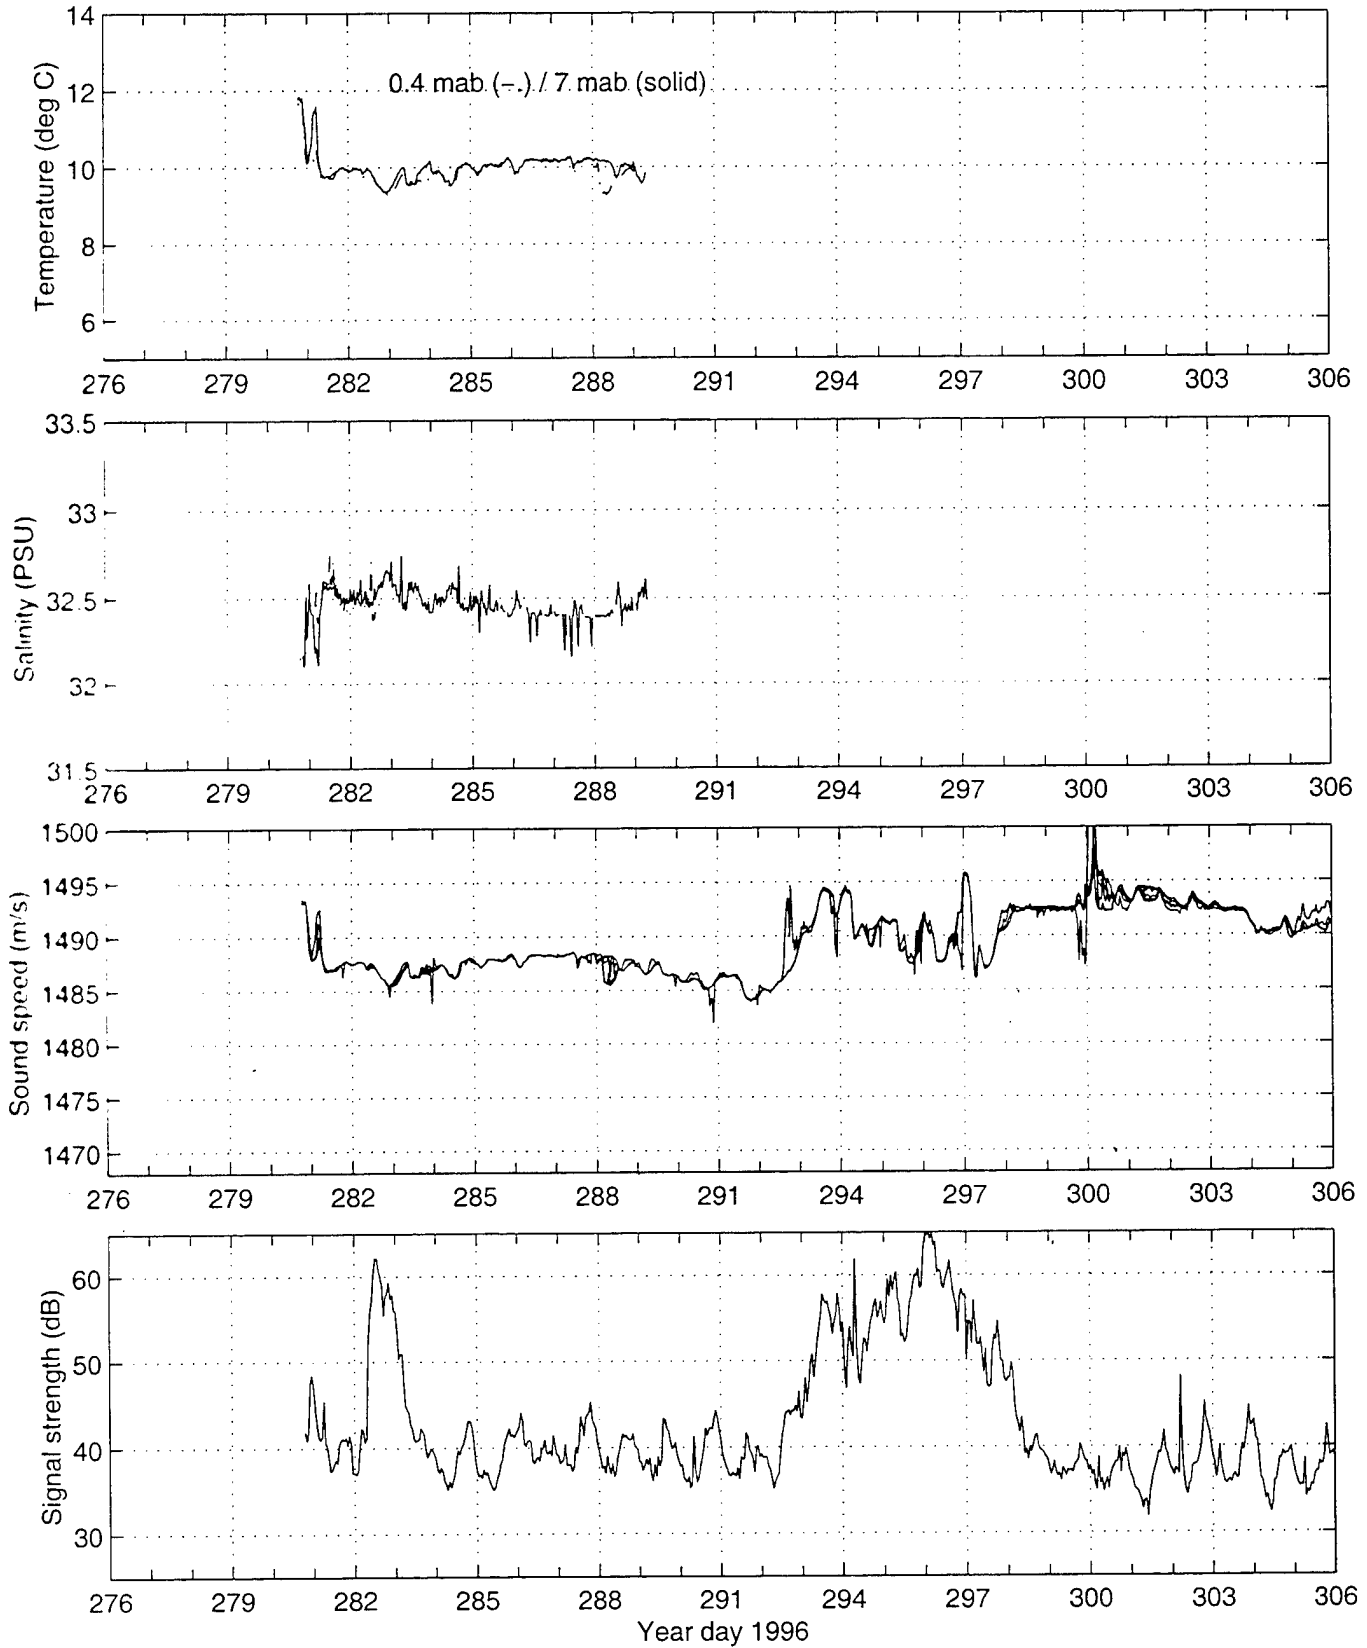 14
12
10
8
6
Temperature (deg C)
0.4 mab (-.) / 7 mab (solid)
276 279 282 285 288 291 294 297 300 303 306
33.5
33
32.5
32
31.5
Salinity (PSU)
276 279 282 285 288 291 294 297 300 303 306
1500
1495
1490
1485
1480
1475
1470
Sound speed (m/s)
276 279 282 285 288 291 294 297 300 303 306
60
50
40
30
Signal strength (dB)
276 279 282 285 288 291 294 297 300 303 306
Year day 1996